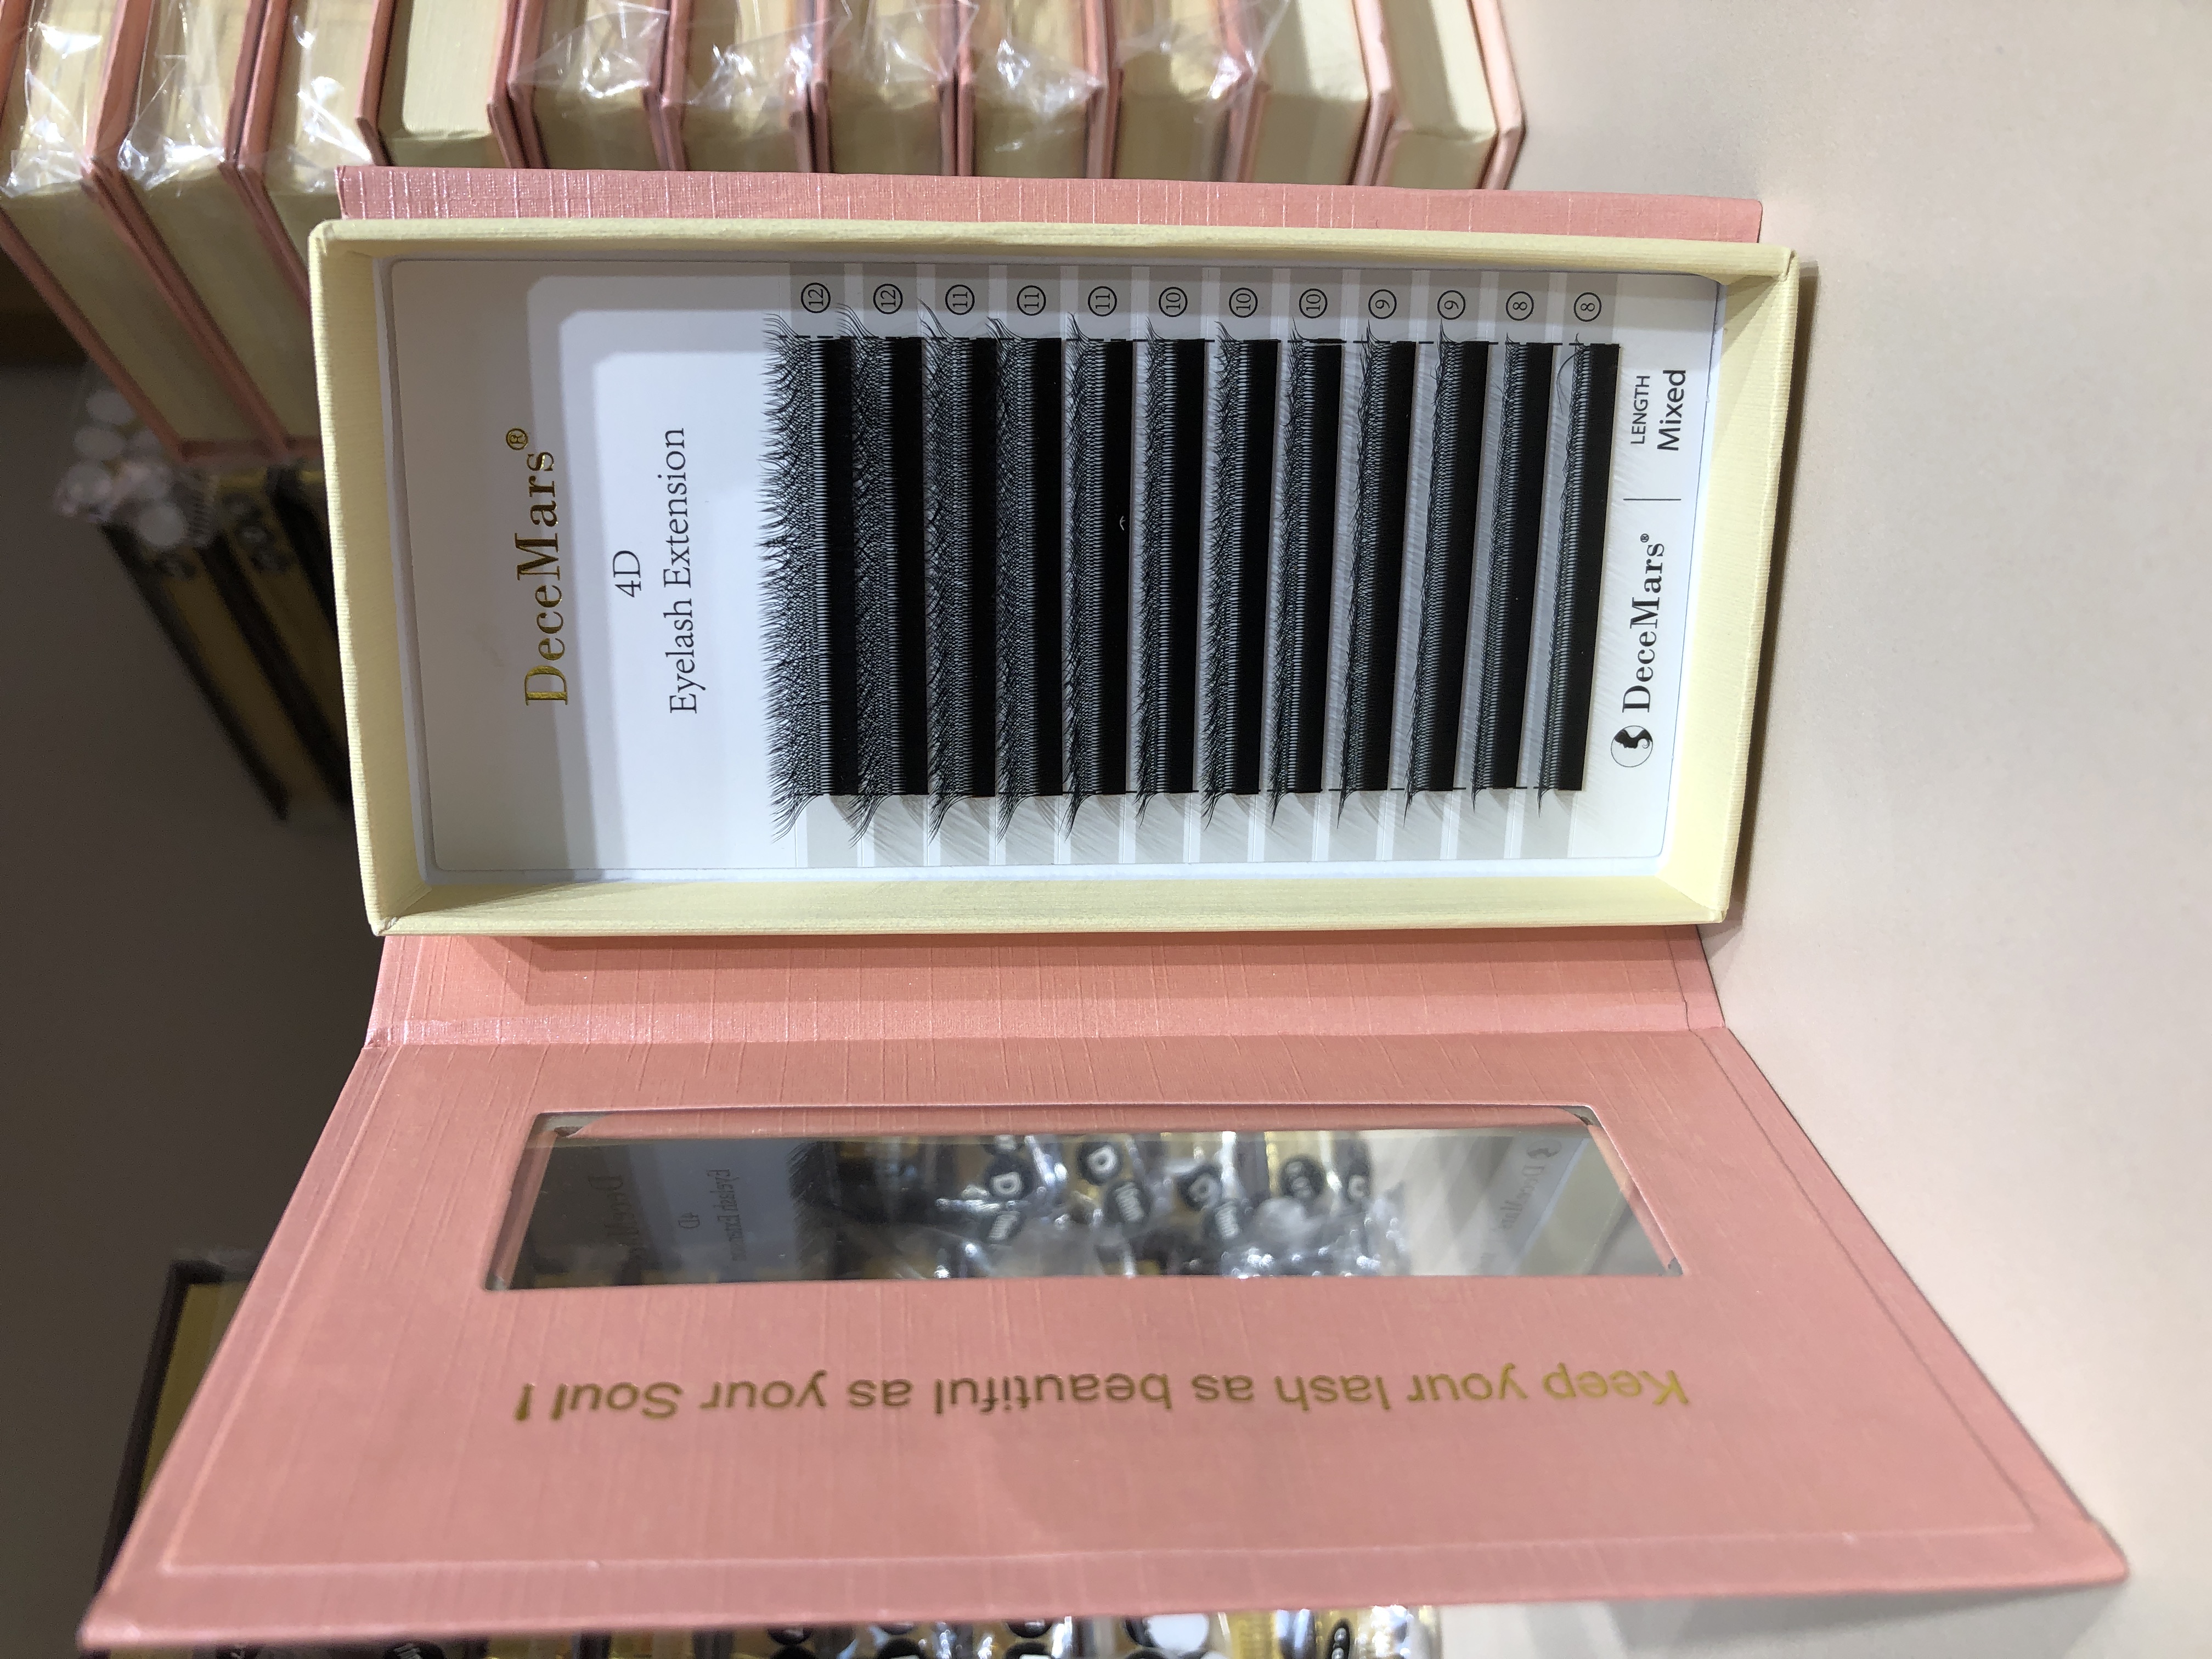 DeceMars®
4D
Eyelash Extension
12
12
11
11
11
10
10
10
9
9
8
8
DeceMars®
LENGTH
Mixed
Keep your lash as beautiful as your Soul !